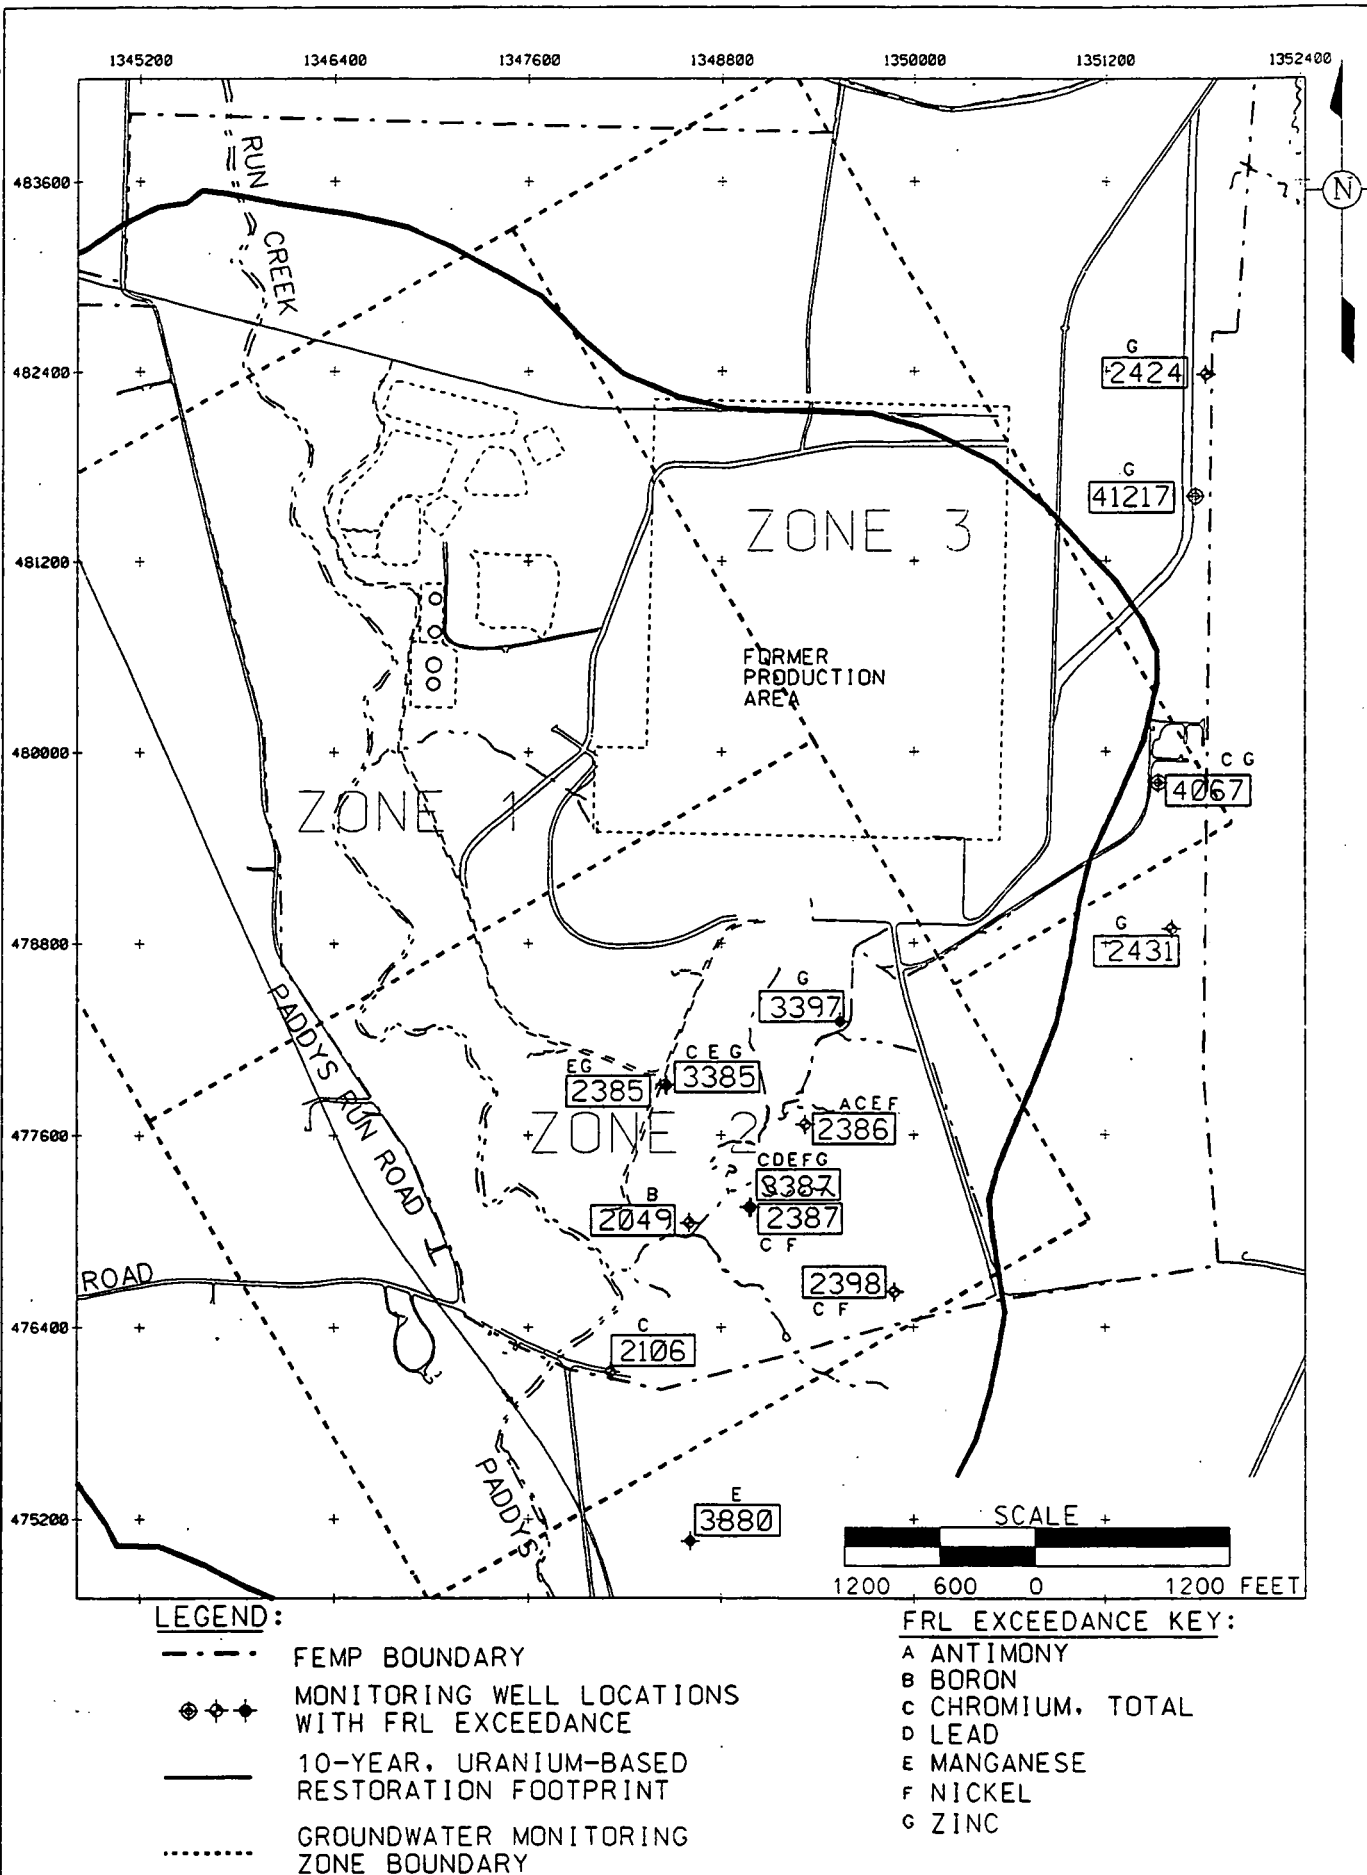 1345200 1346400 1347600 1348800 1350000 1351200 1352400
RUN
483600
N
CREEK
G
482400
2424
G
41217
ZONE 3
481200
FORMER
PRODUCTION
AREA
480000
C G
4067
ZONE 1
478800
G
2431
G
3397
PADDYS RUN ROAD
C E G
3385
EG
2385
ACEF
2386
477600
ZONE 2
CDEFG
3387
B
2049
2387
C F
ROAD
2398
C F
476400
C
2106
PADDYS
E
3880
475200
SCALE
1200 600 0 1200 FEET
LEGEND:
FEMP BOUNDARY
MONITORING WELL LOCATIONS
WITH FRL EXCEEDANCE
10-YEAR, URANIUM-BASED
RESTORATION FOOTPRINT
GROUNDWATER MONITORING
ZONE BOUNDARY
FRL EXCEEDANCE KEY:
A ANTIMONY
B BORON
C CHROMIUM, TOTAL
D LEAD
E MANGANESE
F NICKEL
G ZINC